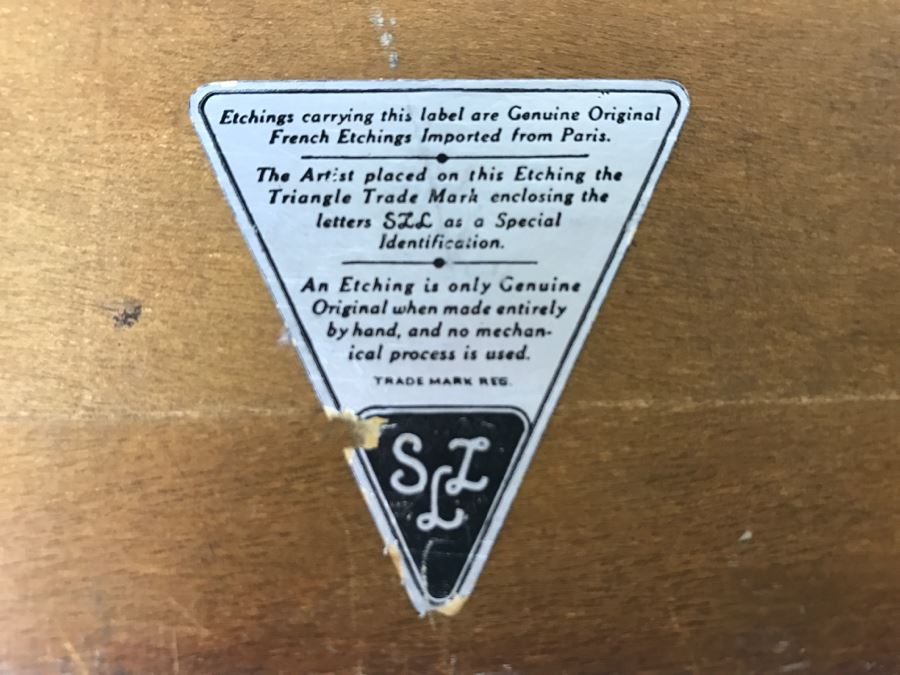 Etchings carrying this label are Genuine Original
French Etchings Imported from Paris.
The Artist placed on this Etching the
Triangle Trade Mark enclosing the
letters SIL as a Special
Identification.
An Etching is only Genuine
Original when made entirely
by hand, and no mechan-
ical process is used.
TRADE MARK REG.
S I
L